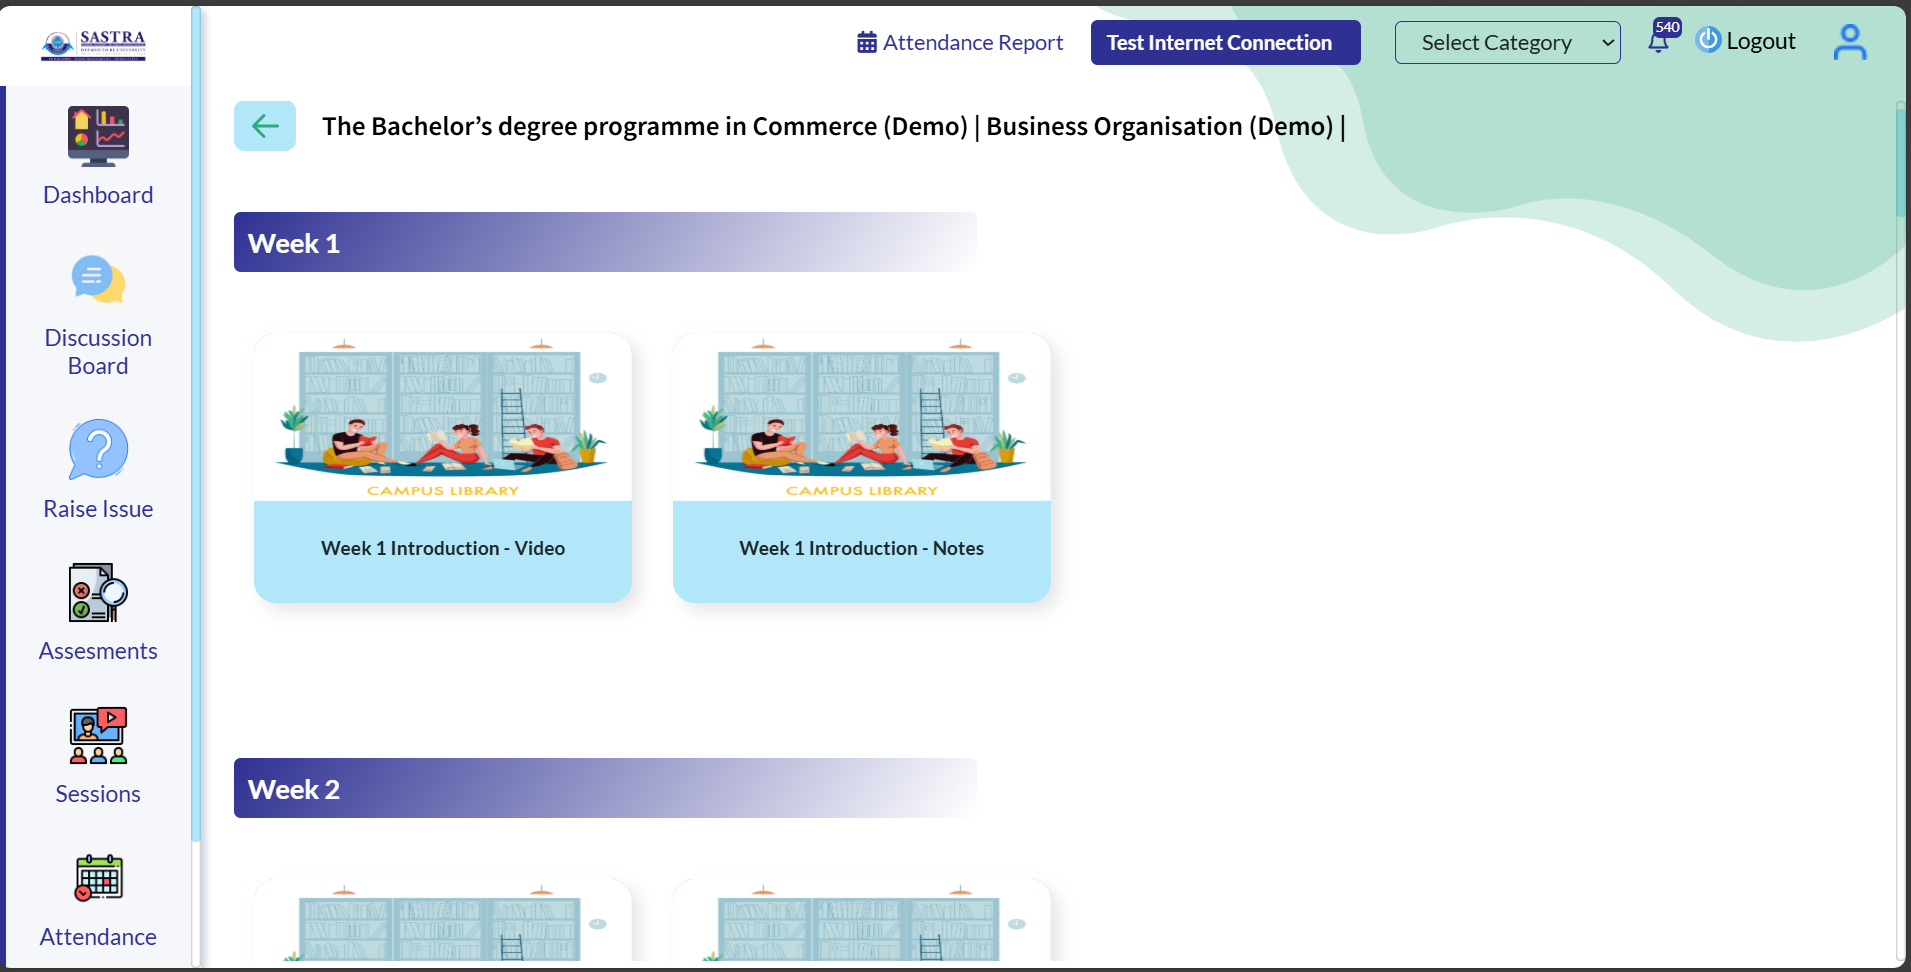 SASTRA
Attendance Report
Test Internet Connection
Select Category
540
Logout
The Bachelor’s degree programme in Commerce (Demo) | Business Organisation (Demo) |
Dashboard
Discussion
Board
Raise Issue
Assesments
Sessions
Attendance
Week 1
CAMPUS LIBRARY
Week 1 Introduction - Video
CAMPUS LIBRARY
Week 1 Introduction - Notes
Week 2